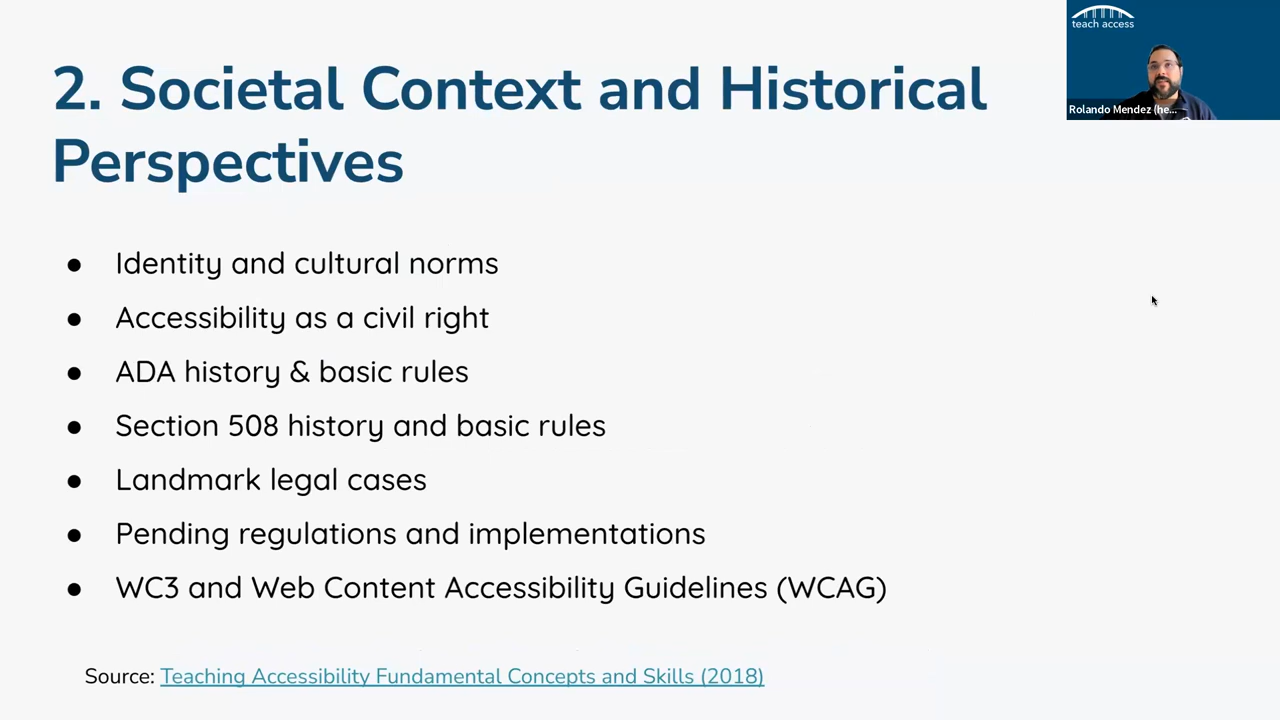 2. Societal Context and Historical
Perspectives
● Identity and cultural norms
● Accessibility as a civil right
● ADA history & basic rules
● Section 508 history and basic rules
● Landmark legal cases
● Pending regulations and implementations
● WC3 and Web Content Accessibility Guidelines (WCAG)
Source: Teaching Accessibility Fundamental Concepts and Skills (2018)
teach access
Rolando Mendez (he...